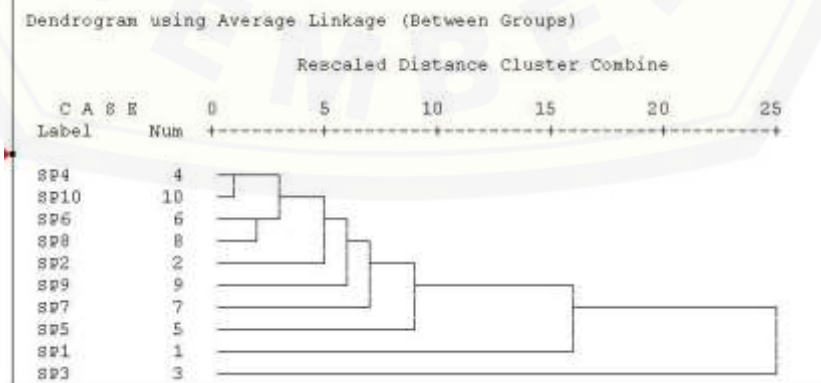 Dendrogram using Average Linkage (Between Groups)
Rescaled Distance Cluster Combine
C A S E 0 5 10 15 20 25
Label Num +---------+---------+---------+---------+---------+
SP4 4
SP10 10
SP6 6
SP8 8
SP2 2
SP9 9
SP7 7
SP5 5
SP1 1
SP3 3